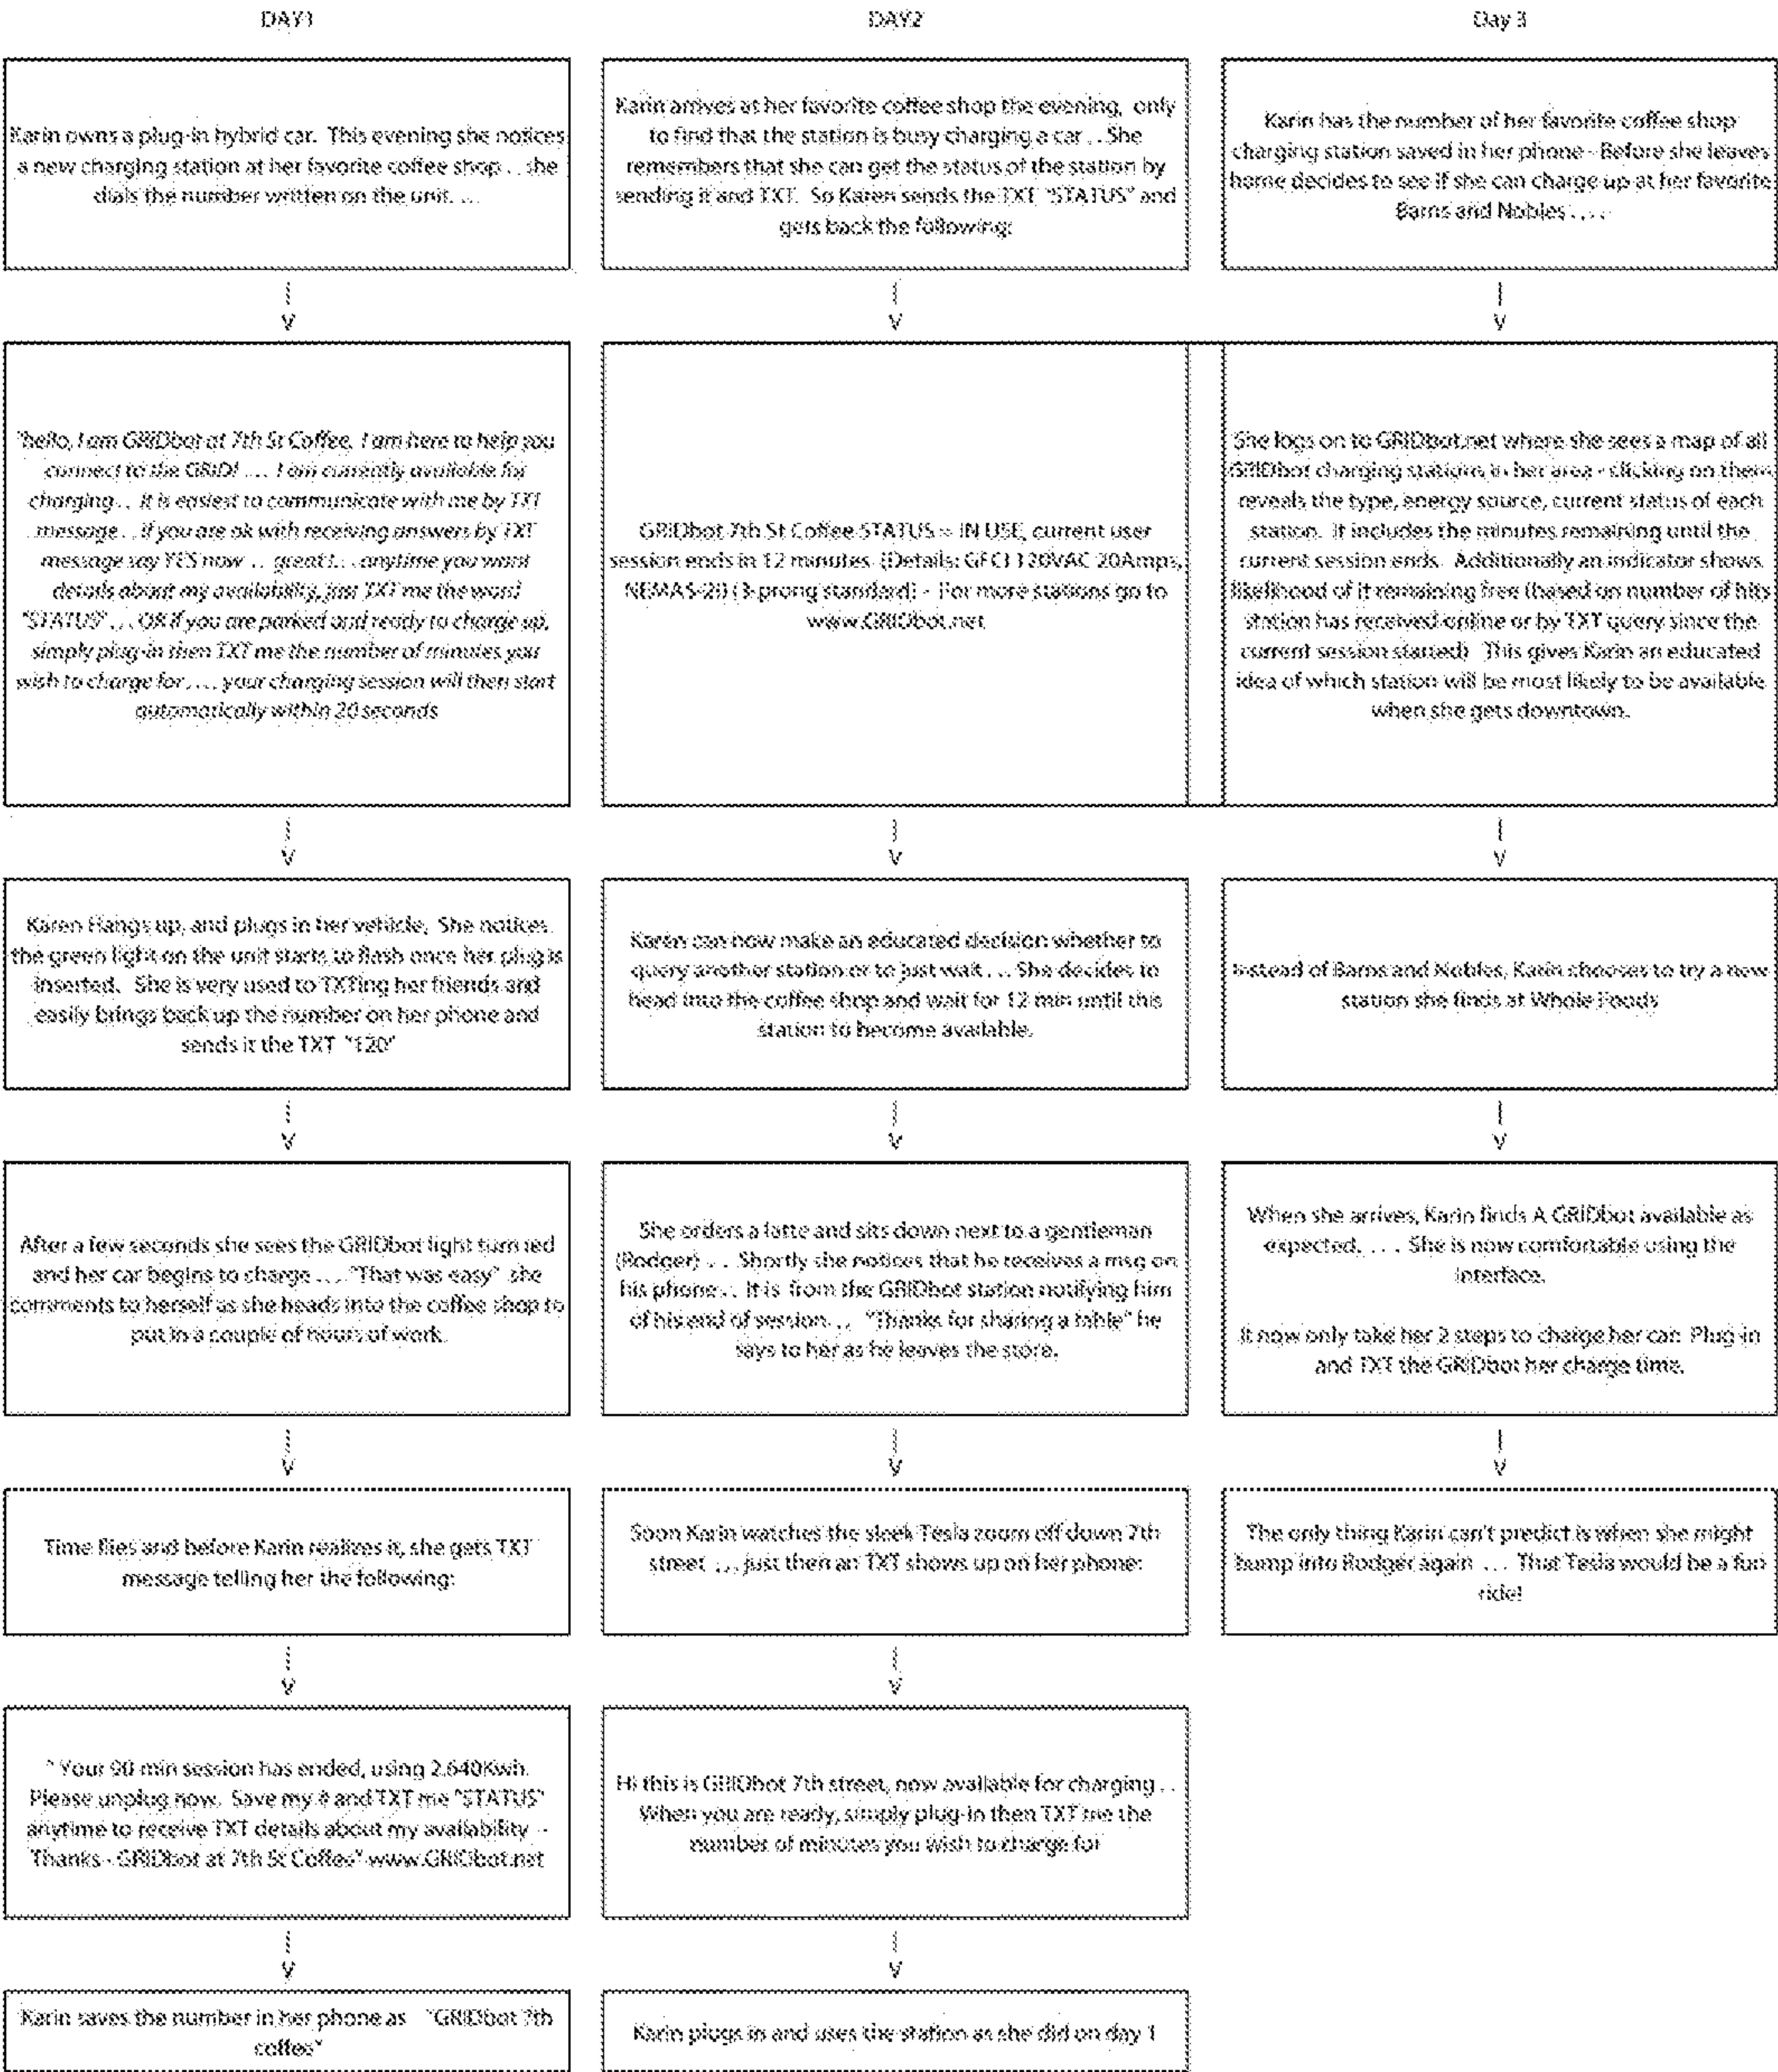 DAY1
Karin owns a plug-in hybrid car. This evening she notices
a new charging station at her favorite coffee shop . . she
dials the number written on the unit. ...
"hello, I am GRIDbot at 7th St Coffee. I am here to help you
connect to the GRID! ... I am currently available for
charging . . it is easiest to communicate with me by TXT
message . . if you are ok with receiving answers by TXT
message say YES now ... great! . . . anytime you want
details about my availability, just TXT me the word
"STATUS" . . . OR if you are parked and ready to charge up,
simply plug-in then TXT me the number of minutes you
wish to charge for . . . . your charging session will then start
automatically within 20 seconds
Karen Hangs up, and plugs in her vehicle. She notices
the green light on the unit starts to flash once her plug is
inserted. She is very used to TXTing her friends and
easily brings back up the number on her phone and
sends it the TXT "120"
After a few seconds she sees the GRIDbot light turn red
and her car begins to charge ... "That was easy" she
comments to herself as she heads into the coffee shop to
put in a couple of hours of work.
Time flies and before Karin realizes it, she gets TXT
message telling her the following:
" Your 90 min session has ended, using 2.640Kwh.
Please unplug now. Save my # and TXT me "STATUS"
anytime to receive TXT details about my availability -
Thanks - GRIDbot at 7th St Coffee" www.GRIDbot.net
Karin saves the number in her phone as "GRIDbot 7th
coffee"
DAY2
Karin arrives at her favorite coffee shop the evening, only
to find that the station is busy charging a car . . She
remembers that she can get the status of the station by
sending it and TXT. So Karen sends the TXT "STATUS" and
gets back the following:
GRIDbot 7th St Coffee STATUS = IN USE, current user
session ends in 12 minutes (Details: GFCI 120VAC 20Amps,
(3-prong standard) - For more stations go to
www.GRIDbot.net
Karen can now make an educated decision whether to
query another station or to just wait . . . She decides to
head into the coffee shop and wait for 12 min until this
station to become available.
She orders a latte and sits down next to a gentleman
(Rodger) . . . Shortly she notices that he receives a msg on
his phone . . it is from the GRIDbot station notifying him
of his end of session . . . "Thanks for sharing a table" he
says to her as he leaves the store.
Soon Karin watches the sleek Tesla zoom off down 7th
street . . . just then an TXT shows up on her phone:
Hi this is GRIDbot 7th street, now available for charging . .
When you are ready, simply plug-in then TXT me the
number of minutes you wish to charge for
Karin plugs in and uses the station as she did on day 1
Day 3
Karin has the number of her favorite coffee shop
charging station saved in her phone - Before she leaves
home decides to see if she can charge up at her favorite
Barns and Nobles . . . .
She logs on to GRIDbot.net where she sees a map of all
GRIDbot charging stations in her area - clicking on them
reveals the type, energy source, current status of each
station. It includes the minutes remaining until the
current session ends. Additionally an indicator shows
likelihood of it remaining free (based on number of hits
station has received online or by TXT query since the
current session started) This gives Karin an educated
idea of which station will be most likely to be available
when she gets downtown.
Instead of Barns and Nobles, Karin chooses to try a new
station she finds at Whole Foods
When she arrives, Karin finds A GRIDbot available as
expected. . . . She is now comfortable using the
interface.
It now only take her 2 steps to charge her car: Plug-in
and TXT the GRIDbot her charge time.
The only thing Karin can't predict is when she might
bump into Rodger again ... That Tesla would be a fun
ride!